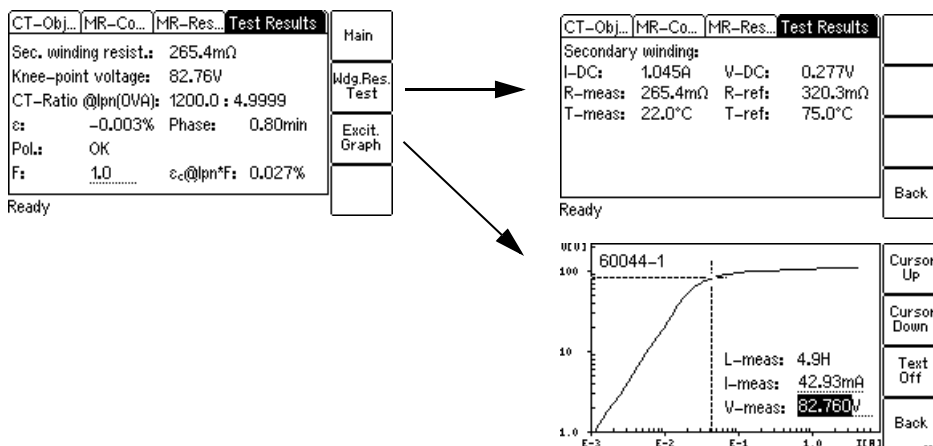 CT-Obj... MR-Co... MR-Res... Test Results
Sec. winding resist.: 265.4mΩ
Knee-point voltage: 82.76V
CT-Ratio @Ipn(0VA): 1200.0 : 4.9999
ε: -0.003% Phase: 0.80min
Pol.: OK
F: 1.0 εc@Ipn*F: 0.027%
Ready
Main
Wdg.Res.
Test
Excit.
Graph
CT-Obj... MR-Co... MR-Res... Test Results
Secondary winding:
I-DC: 1.045A V-DC: 0.277V
R-meas: 265.4mΩ R-ref: 320.3mΩ
T-meas: 22.0°C T-ref: 75.0°C
Ready
Back
V[V]
60044-1
100
10
1.0
E-3 E-2 E-1 1.0 I[A]
L-meas: 4.9H
I-meas: 42.93mA
V-meas: 82.760V
Cursor
Up
Cursor
Down
Text
Off
Back